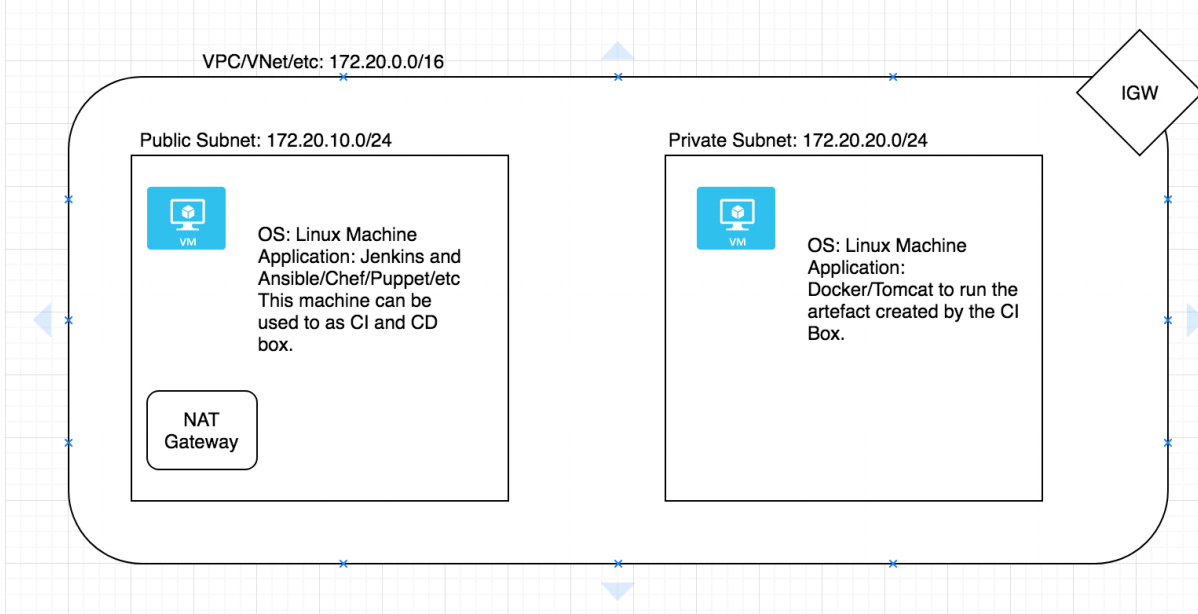 VPC/VNet/etc: 172.20.0.0/16
IGW
Public Subnet: 172.20.10.0/24
VM
OS: Linux Machine
Application: Jenkins and
Ansible/Chef/Puppet/etc
This machine can be
used to as CI and CD
box.
NAT
Gateway
Private Subnet: 172.20.20.0/24
VM
OS: Linux Machine
Application:
Docker/Tomcat to run the
artefact created by the CI
Box.